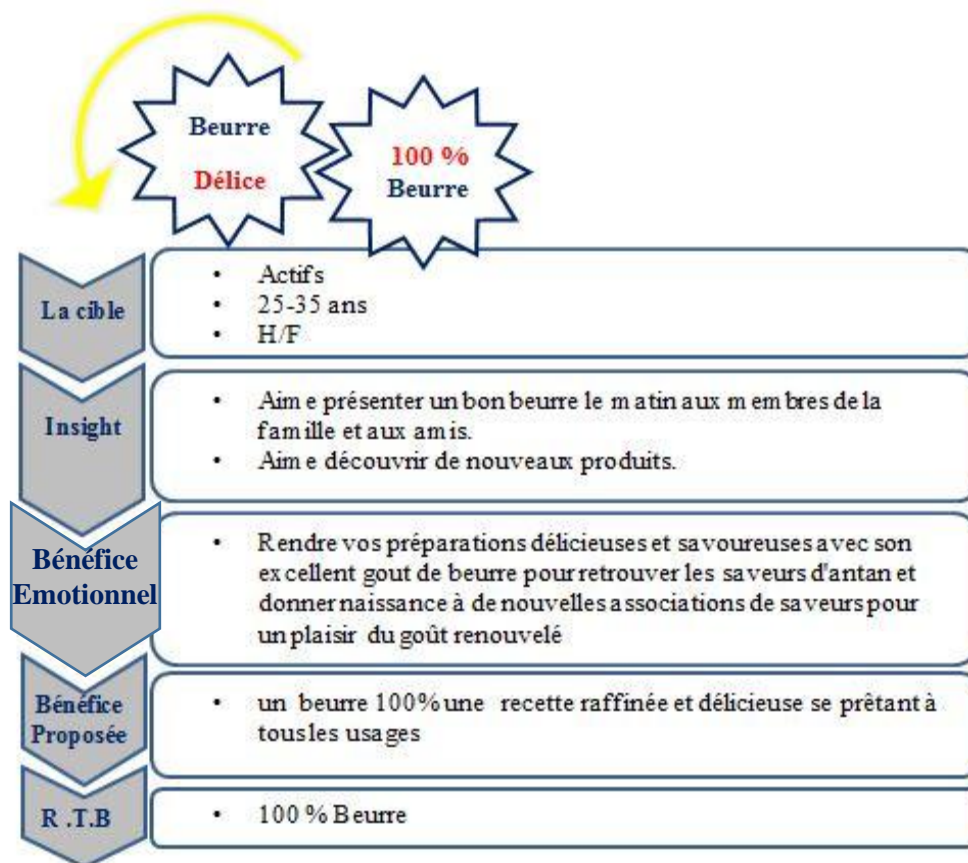 Beurre
Délice
100 %
Beurre
La cible
• Actifs
• 25-35 ans
• H/F
Insight
• Aime présenter un bon beurre le matin aux membres de la
famille et aux amis.
• Aime découvrir de nouveaux produits.
Bénéfice
Emotionnel
• Rendre vos préparations délicieuses et savoureuses avec son
excellent gout de beurre pour retrouver les saveurs d'antan et
donner naissance à de nouvelles associations de saveurs pour
un plaisir du goût renouvelé
Bénéfice
Proposée
• un beurre 100% une recette raffinée et délicieuse se prêtant à
tous les usages
R .T.B
• 100 % Beurre